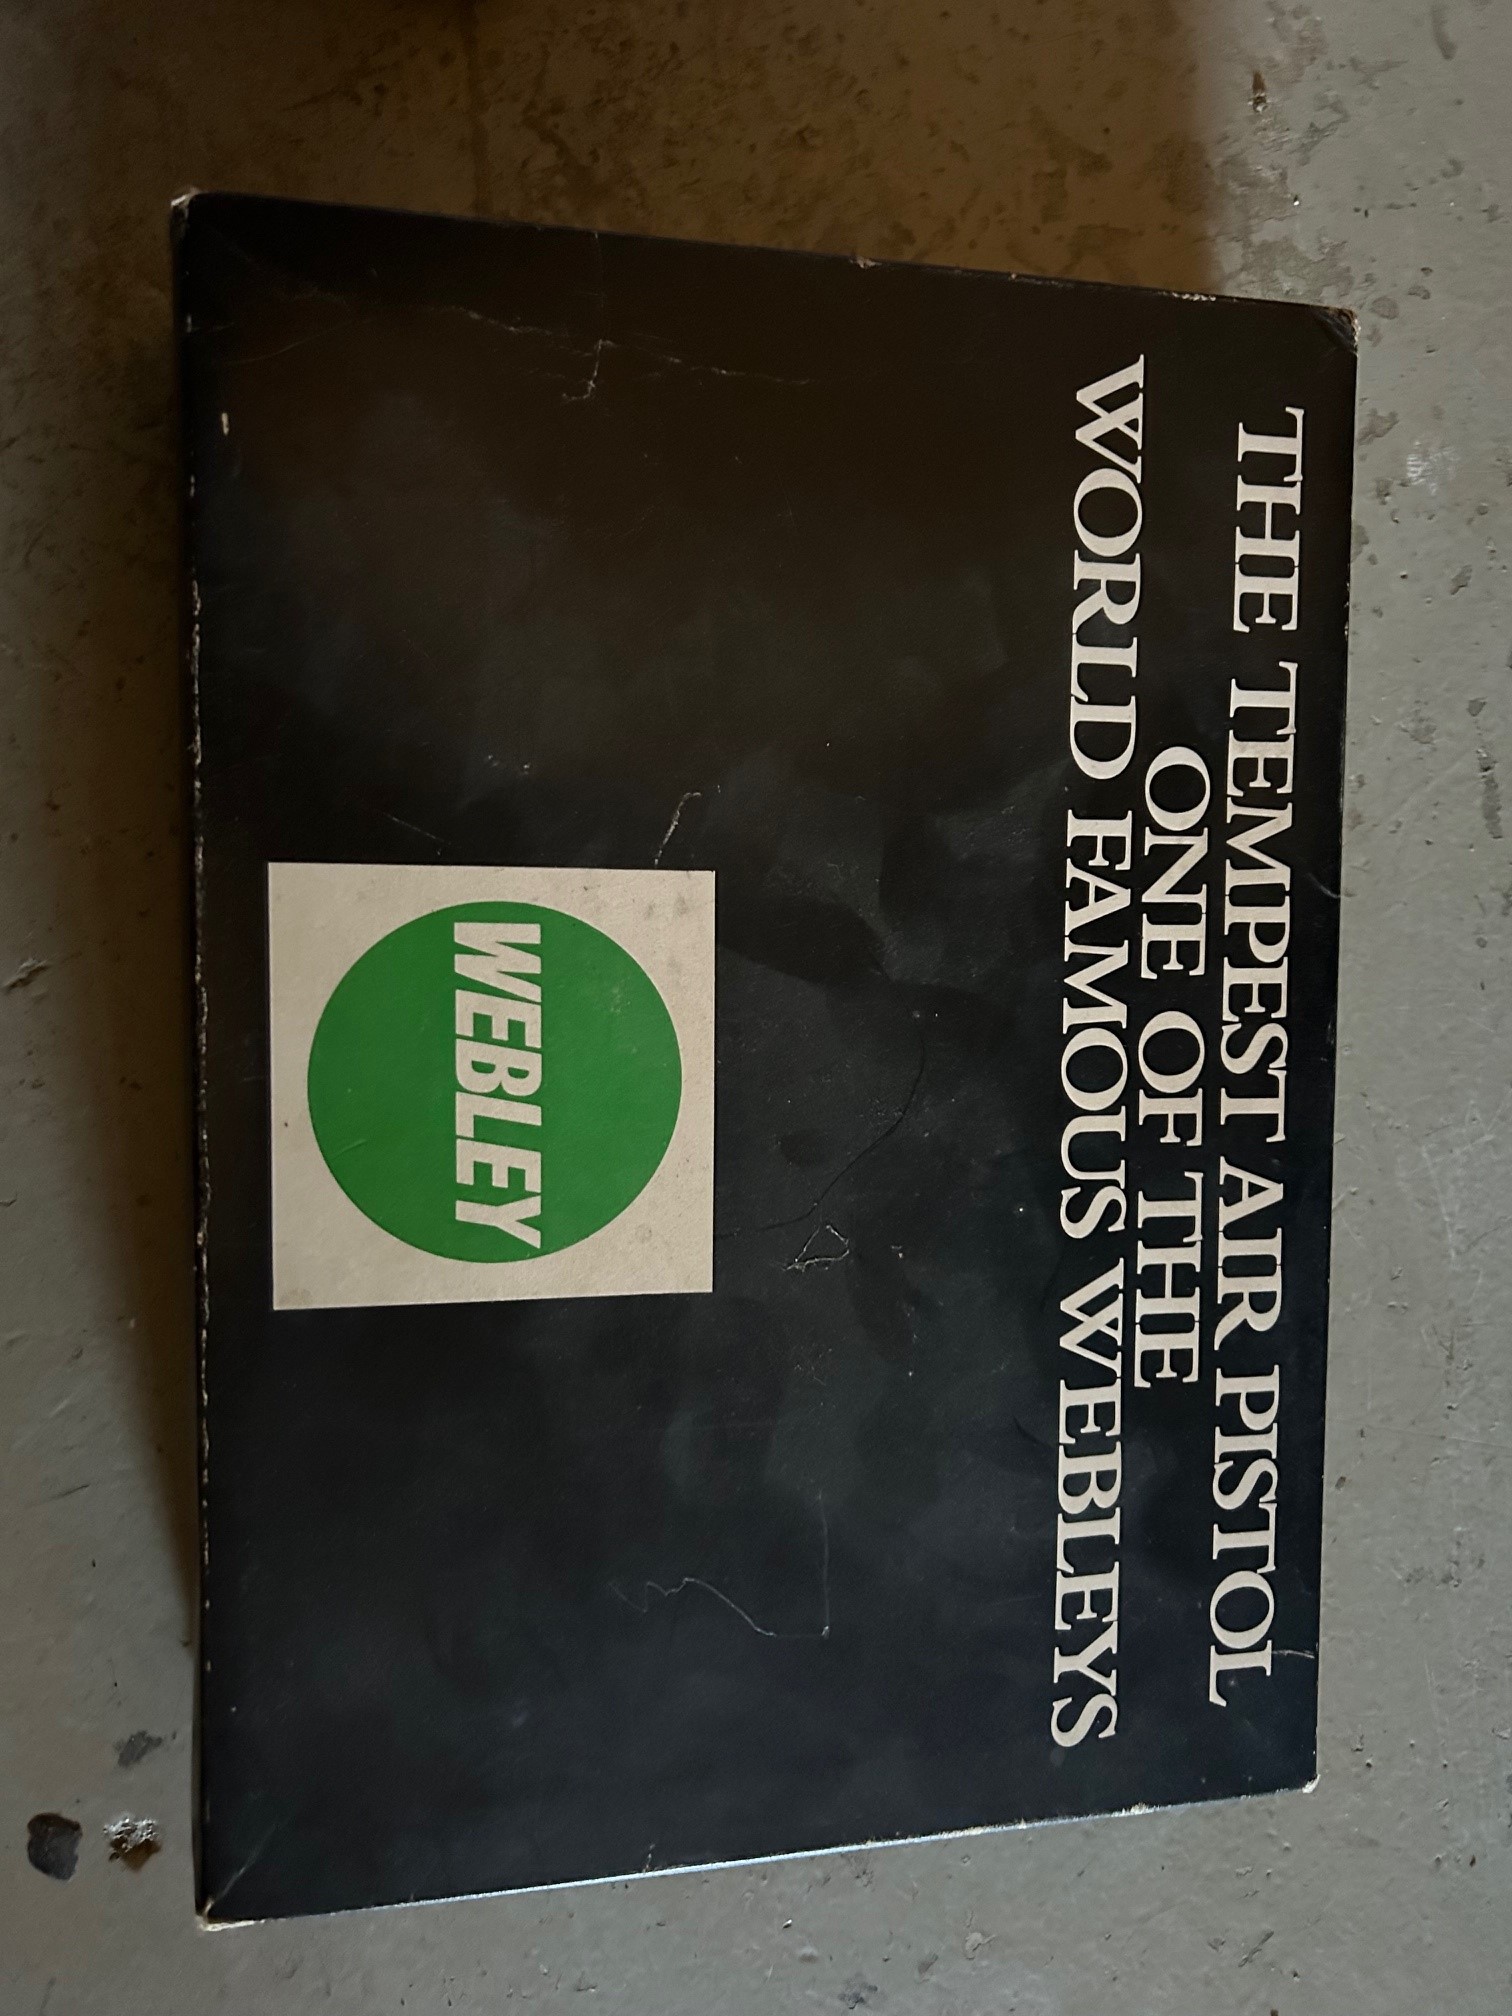 THE TEMPEST AIR PISTOL
ONE OF THE
WORLD FAMOUS WEBLEYS
WEBLEY